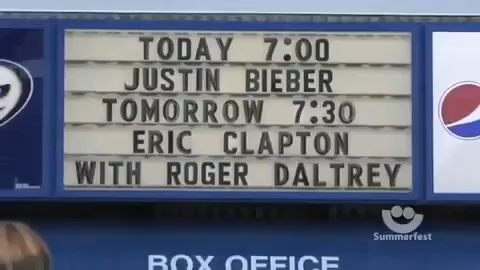 TODAY 7:00
JUSTIN BIEBER
TOMORROW 7:30
ERIC CLAPTON
WITH ROGER DALTREY
Summerfest
BOX OFFICE